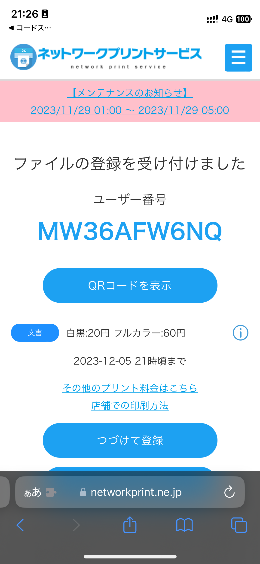 21:26
4G 100
◀ コードス…
ネットワークプリントサービス
network print service
【メンテナンスのお知らせ】
2023/11/29 01:00 ～ 2023/11/29 05:00
ファイルの登録を受け付けました
ユーザー番号
MW36AFW6NQ
QRコードを表示
文書 白黒:20円 フルカラー:60円
2023-12-05 21時頃まで
その他のプリント料金はこちら
店舗での印刷方法
つづけて登録
ぁあ networkprint.ne.jp